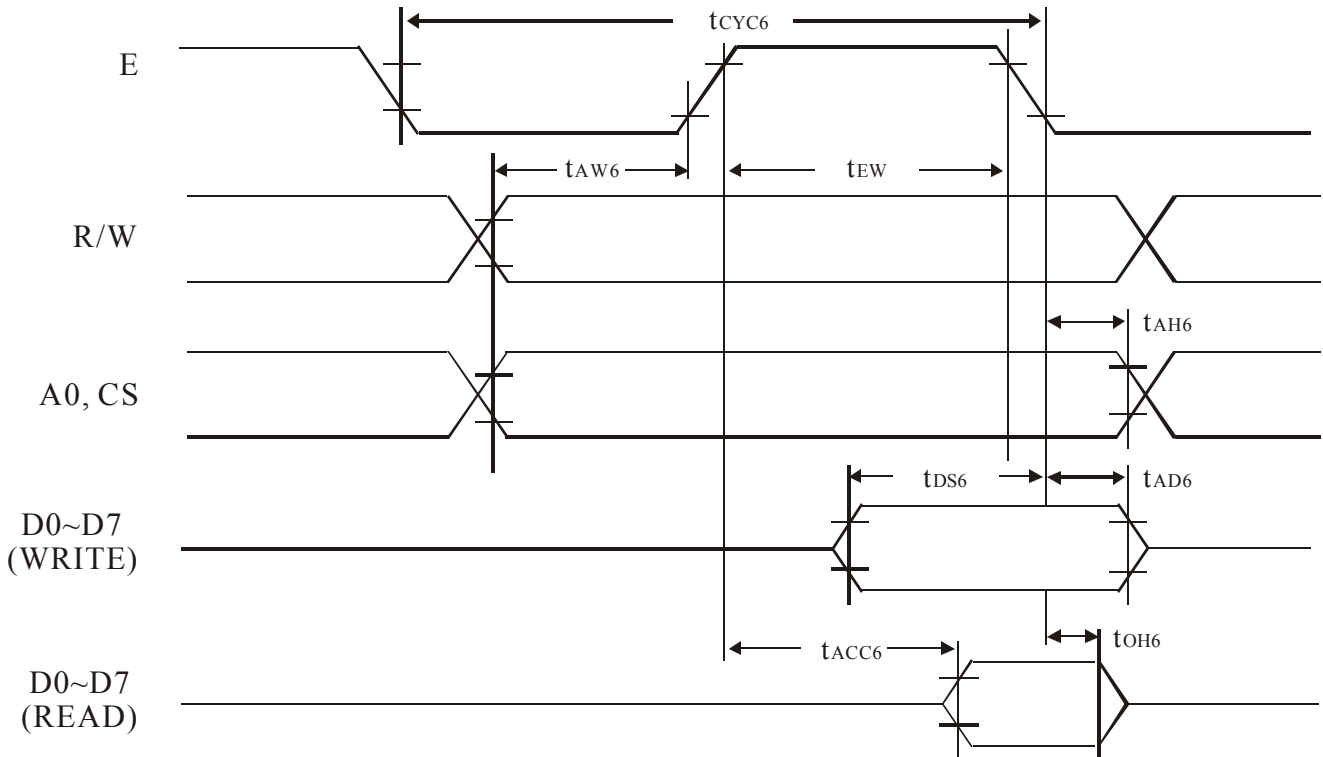 tCYC6
E
tAW6
tEW
R/W
tAH6
A0, CS
tDS6
tAD6
D0~D7
(WRITE)
tOH6
tACC6
D0~D7
(READ)